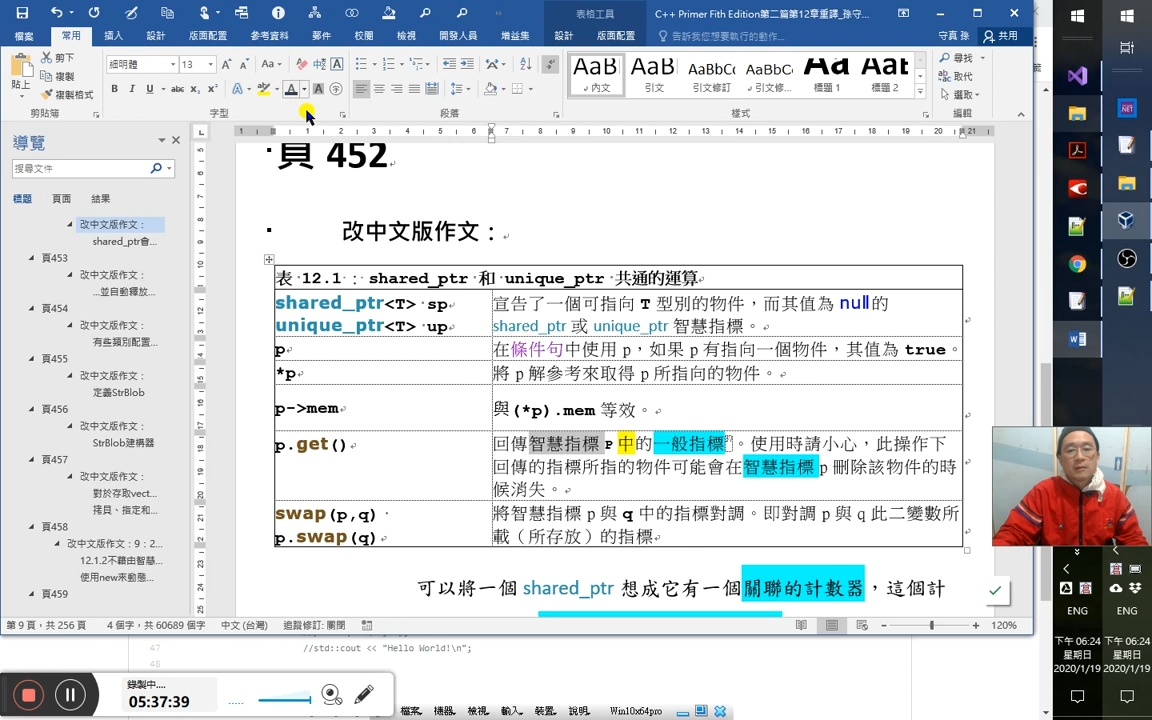 C++ Primer Fith Edition第二篇第12章重譯_孫守...
表格工具
檔案 常用 插入 設計 版面配置 參考資料 郵件 校閱 檢視 開發人員 增益集 設計 版面配置 告訴我您想要執行的動作... 守真 孫 共用
貼上 剪下
複製
複製格式
細明體 13
AaB AaB AaBbC AaBbC AaB AaB
內文 引文 引文修訂 引文修... 標題 1 標題 2
尋找
取代
選取
剪貼簿 字型 段落 樣式 編輯
導覽
搜尋文件
標題 頁面 結果
改中文版作文：
shared_ptr會...
頁453
改中文版作文：
...並自動釋放...
頁454
改中文版作文：
有些類別配置...
頁455
改中文版作文：
定義StrBlob
頁456
改中文版作文：
StrBlob建構器
頁457
改中文版作文：
對於存取vect...
拷貝、指定和...
頁458
改中文版作文：9：2...
12.1.2不藉由智慧...
使用new來動態...
頁459
頁 452
改中文版作文：
表 12.1 : shared_ptr 和 unique_ptr 共通的運算
shared_ptr<T> sp
unique_ptr<T> up
宣告了一個可指向 T 型別的物件，而其值為 null的
shared_ptr 或 unique_ptr 智慧指標。
p
在條件句中使用 p，如果 p 有指向一個物件，其值為 true。
*p
將 p 解參考來取得 p 所指向的物件。
p->mem
與(*p).mem 等效。
p.get()
回傳智慧指標 P 中的一般指標。使用時請小心，此操作下
回傳的指標所指的物件可能會在智慧指標 p 刪除該物件的時
候消失。
swap(p,q)
p.swap(q)
將智慧指標 p 與 q 中的指標對調。即對調 p 與 q 此二變數所
載（所存放）的指標
可以將一個 shared_ptr 想成它有一個關聯的計數器，這個計
第 9 頁，共 256 頁 4 個字，共 60689 個字 中文 (台灣) 追蹤修訂: 關閉 120%
47 //std::cout << "Hello World!\n";
48
錄製中....
05:37:39
檔案 機器 檢視 輸入 裝置 說明 Win10x64pro
ENG ENG
下午 06:24 下午 06:24
星期日 星期日
2020/1/19 2020/1/19